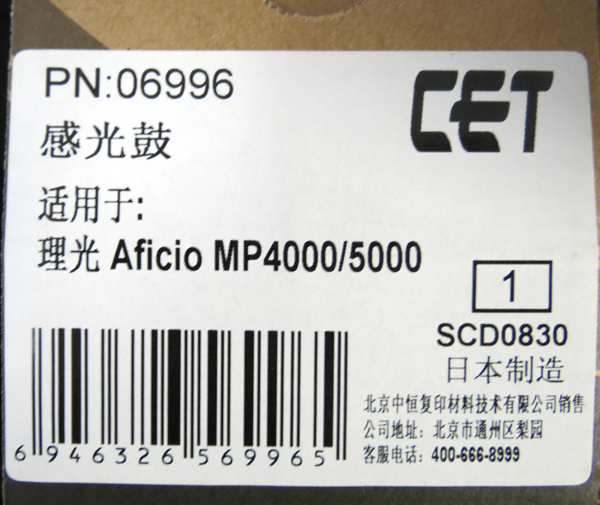 PN:06996
CET
感光鼓
适用于:
理光 Aficio MP4000/5000
1
SCD0830
日本制造
北京中恒复印材料技术有限公司销售
公司地址: 北京市通州区梨园
客服电话: 400-666-8999
6 946326 569965